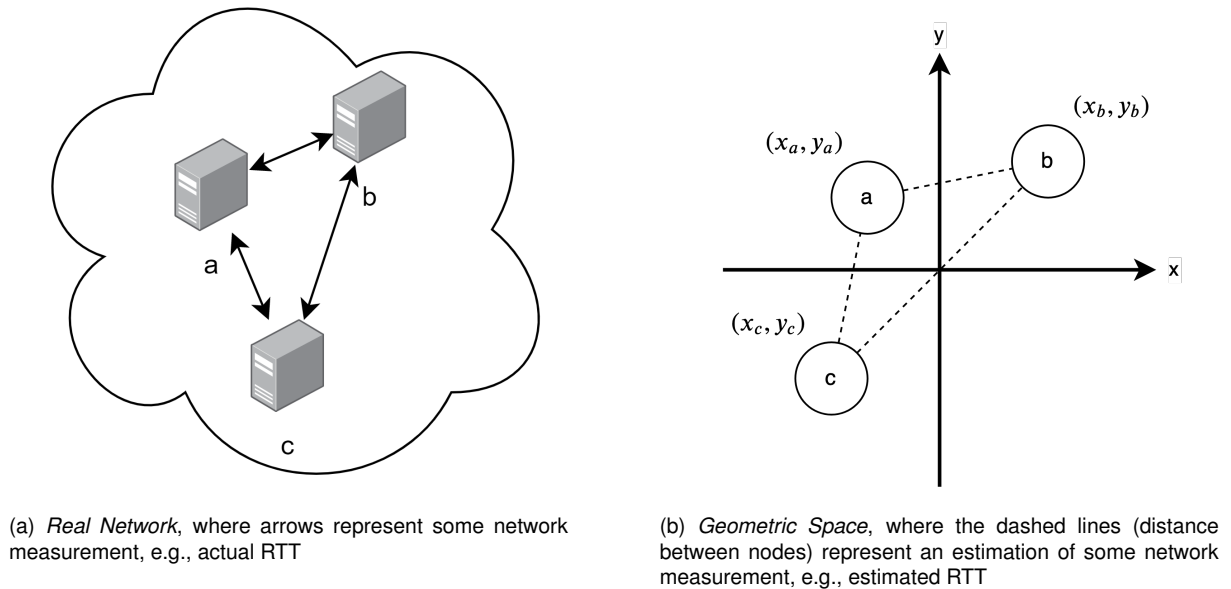 a
b
c
y
(x_a, y_a)
(x_b, y_b)
a
b
x
(x_c, y_c)
c
(a) Real Network, where arrows represent some network
measurement, e.g., actual RTT
(b) Geometric Space, where the dashed lines (distance
between nodes) represent an estimation of some network
measurement, e.g., estimated RTT